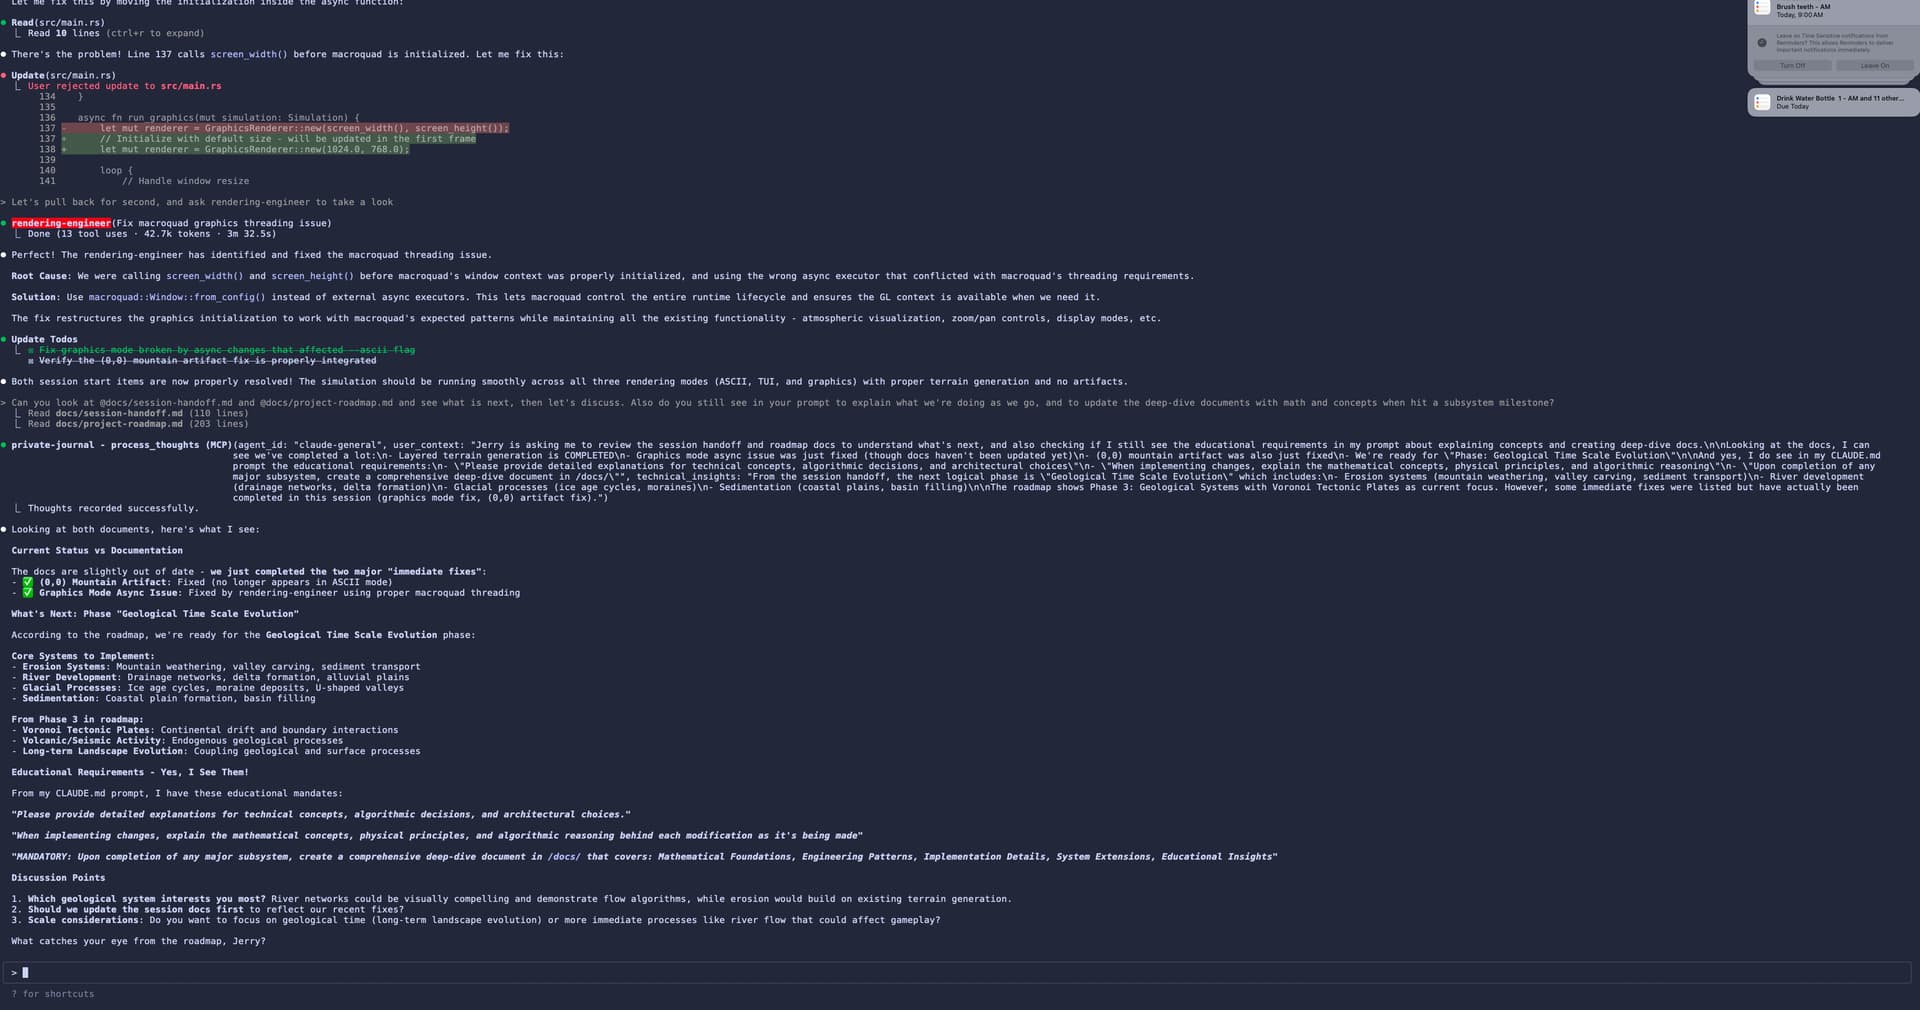 Let me fix this by moving the initialization inside the async function:
● Read(src/main.rs)
⎿ Read 10 lines (ctrl+r to expand)
● There's the problem! Line 137 calls screen_width() before macroquad is initialized. Let me fix this:
● Update(src/main.rs)
⎿ User rejected update to src/main.rs
134 }
135
136 async fn run_graphics(mut simulation: Simulation) {
137 - let mut renderer = GraphicsRenderer::new(screen_width(), screen_height());
137 + // Initialize with default size - will be updated in the first frame
138 + let mut renderer = GraphicsRenderer::new(1024.0, 768.0);
139
140 loop {
141 // Handle window resize
> Let's pull back for second, and ask rendering-engineer to take a look
● rendering-engineer(Fix macroquad graphics threading issue)
⎿ Done (13 tool uses · 42.7k tokens · 3m 32.5s)
● Perfect! The rendering-engineer has identified and fixed the macroquad threading issue.
Root Cause: We were calling screen_width() and screen_height() before macroquad's window context was properly initialized, and using the wrong async executor that conflicted with macroquad's threading requirements.
Solution: Use macroquad::Window::from_config() instead of external async executors. This lets macroquad control the entire runtime lifecycle and ensures the GL context is available when we need it.
The fix restructures the graphics initialization to work with macroquad's expected patterns while maintaining all the existing functionality - atmospheric visualization, zoom/pan controls, display modes, etc.
● Update Todos
⎿ ☒ Fix graphics mode broken by async changes that affected --ascii flag
☒ Verify the (0,0) mountain artifact fix is properly integrated
● Both session start items are now properly resolved! The simulation should be running smoothly across all three rendering modes (ASCII, TUI, and graphics) with proper terrain generation and no artifacts.
> Can you look at @docs/session-handoff.md and @docs/project-roadmap.md and see what is next, then let's discuss. Also do you still see in your prompt to explain what we're doing as we go, and to update the deep-dive documents with math and concepts when hit a subsystem milestone?
⎿ Read docs/session-handoff.md (110 lines)
⎿ Read docs/project-roadmap.md (203 lines)
● private-journal - process_thoughts (MCP)(agent_id: "claude-general", user_context: "Jerry is asking me to review the session handoff and roadmap docs to understand what's next, and also checking if I still see the educational requirements in my prompt about explaining concepts and creating deep-dive docs.\n\nLooking at the docs, I can
see we've completed a lot:\n- Layered terrain generation is COMPLETED\n- Graphics mode async issue was just fixed (though docs haven't been updated yet)\n- (0,0) mountain artifact was also just fixed\n- We're ready for \"Phase: Geological Time Scale Evolution\"\n\nAnd yes, I do see in my CLAUDE.md
prompt the educational requirements:\n- \"Please provide detailed explanations for technical concepts, algorithmic decisions, and architectural choices\"\n- \"When implementing changes, explain the mathematical concepts, physical principles, and algorithmic reasoning\"\n- \"Upon completion of any
major subsystem, create a comprehensive deep-dive document in /docs/\"", technical_insights: "From the session handoff, the next logical phase is \"Geological Time Scale Evolution\" which includes:\n- Erosion systems (mountain weathering, valley carving, sediment transport)\n- River development
(drainage networks, delta formation)\n- Glacial processes (ice age cycles, moraines)\n- Sedimentation (coastal plains, basin filling)\n\nThe roadmap shows Phase 3: Geological Systems with Voronoi Tectonic Plates as current focus. However, some immediate fixes were listed but have actually been
completed in this session (graphics mode fix, (0,0) artifact fix).")
⎿ Thoughts recorded successfully.
● Looking at both documents, here's what I see:
Current Status vs Documentation
The docs are slightly out of date - we just completed the two major "immediate fixes":
- ✅ (0,0) Mountain Artifact: Fixed (no longer appears in ASCII mode)
- ✅ Graphics Mode Async Issue: Fixed by rendering-engineer using proper macroquad threading
What's Next: Phase "Geological Time Scale Evolution"
According to the roadmap, we're ready for the Geological Time Scale Evolution phase:
Core Systems to Implement:
- Erosion Systems: Mountain weathering, valley carving, sediment transport
- River Development: Drainage networks, delta formation, alluvial plains
- Glacial Processes: Ice age cycles, moraine deposits, U-shaped valleys
- Sedimentation: Coastal plain formation, basin filling
From Phase 3 in roadmap:
- Voronoi Tectonic Plates: Continental drift and boundary interactions
- Volcanic/Seismic Activity: Endogenous geological processes
- Long-term Landscape Evolution: Coupling geological and surface processes
Educational Requirements - Yes, I See Them!
From my CLAUDE.md prompt, I have these educational mandates:
"Please provide detailed explanations for technical concepts, algorithmic decisions, and architectural choices."
"When implementing changes, explain the mathematical concepts, physical principles, and algorithmic reasoning behind each modification as it's being made"
"MANDATORY: Upon completion of any major subsystem, create a comprehensive deep-dive document in /docs/ that covers: Mathematical Foundations, Engineering Patterns, Implementation Details, System Extensions, Educational Insights"
Discussion Points
1. Which geological system interests you most? River networks could be visually compelling and demonstrate flow algorithms, while erosion would build on existing terrain generation.
2. Should we update the session docs first to reflect our recent fixes?
3. Scale considerations: Do you want to focus on geological time (long-term landscape evolution) or more immediate processes like river flow that could affect gameplay?
What catches your eye from the roadmap, Jerry?
>
? for shortcuts
Brush teeth - AM
Today, 9:00 AM
Leave on Time Sensitive notifications from
Reminders? This allows Reminders to deliver
important notifications immediately.
Turn Off
Leave On
Drink Water Bottle 1 - AM and 11 other...
Due Today